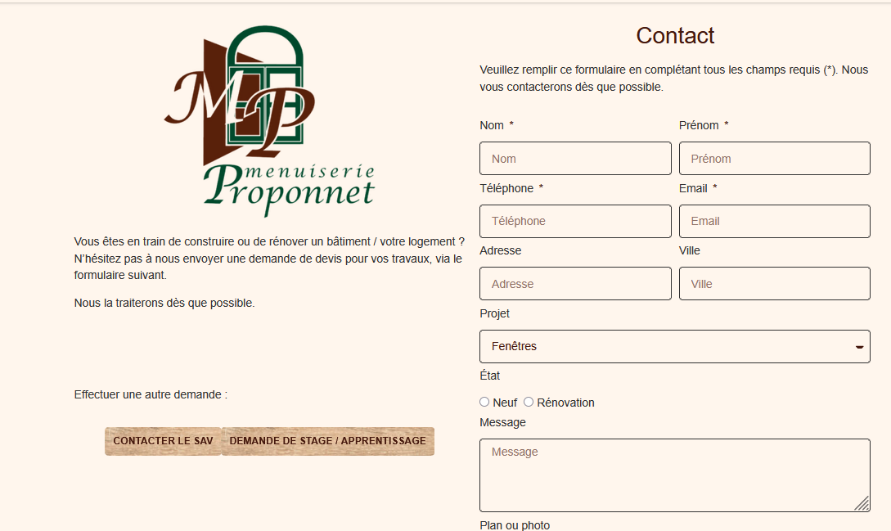 MP
menuiserie
Proponnet
Vous êtes en train de construire ou de rénover un bâtiment / votre logement ?
N'hésitez pas à nous envoyer une demande de devis pour vos travaux, via le
formulaire suivant.
Nous la traiterons dès que possible.
Effectuer une autre demande :
CONTACTER LE SAV
DEMANDE DE STAGE / APPRENTISSAGE
Contact
Veuillez remplir ce formulaire en complétant tous les champs requis (*). Nous
vous contacterons dès que possible.
Nom * Prénom *
Nom Prénom
Téléphone * Email *
Téléphone Email
Adresse Ville
Adresse Ville
Projet
Fenêtres
État
Neuf Rénovation
Message
Message
Plan ou photo